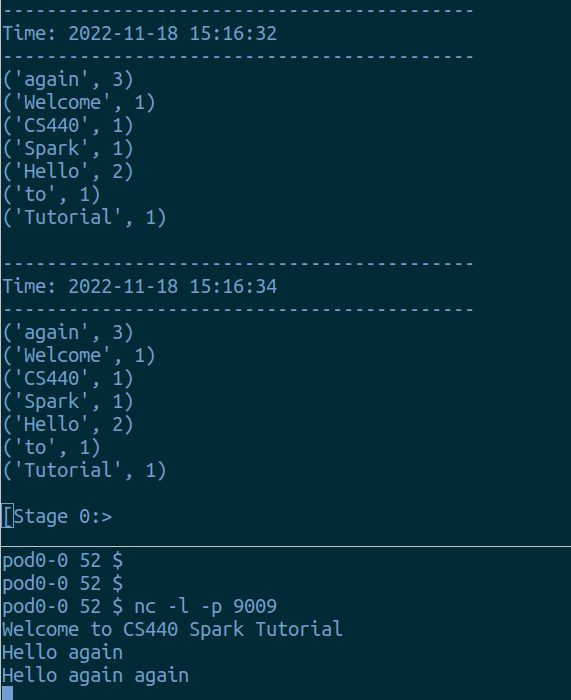 -------------------------------------------
Time: 2022-11-18 15:16:32
-------------------------------------------
('again', 3)
('Welcome', 1)
('CS440', 1)
('Spark', 1)
('Hello', 2)
('to', 1)
('Tutorial', 1)

-------------------------------------------
Time: 2022-11-18 15:16:34
-------------------------------------------
('again', 3)
('Welcome', 1)
('CS440', 1)
('Spark', 1)
('Hello', 2)
('to', 1)
('Tutorial', 1)

[Stage 0:>
pod0-0 52 $
pod0-0 52 $
pod0-0 52 $ nc -l -p 9009
Welcome to CS440 Spark Tutorial
Hello again
Hello again again